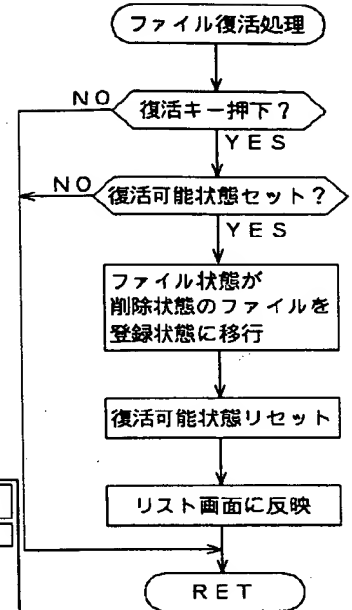 ファイル復活処理
NO
復活キー押下？
YES
NO
復活可能状態セット？
YES
ファイル状態が
削除状態のファイルを
登録状態に移行
復活可能状態リセット
リスト画面に反映
RET